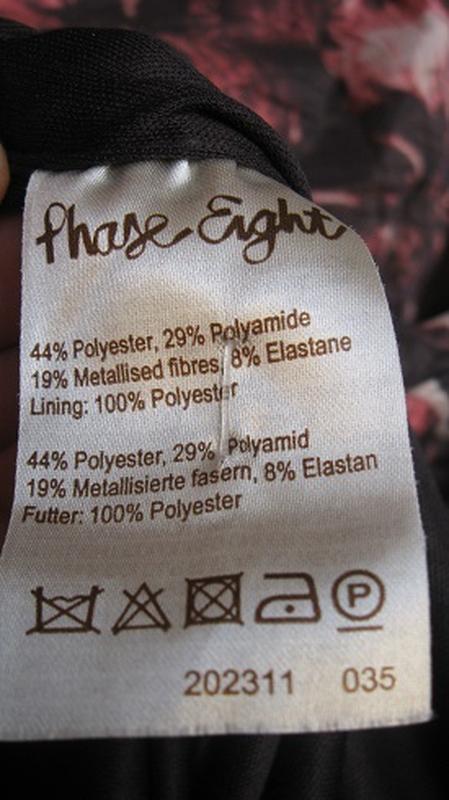 Phase Eight
44% Polyester, 29% Polyamide
19% Metallised fibres, 8% Elastane
Lining: 100% Polyester
44% Polyester, 29% Polyamid
19% Metallisierte fasern, 8% Elastan
Futter: 100% Polyester
P
202311 035